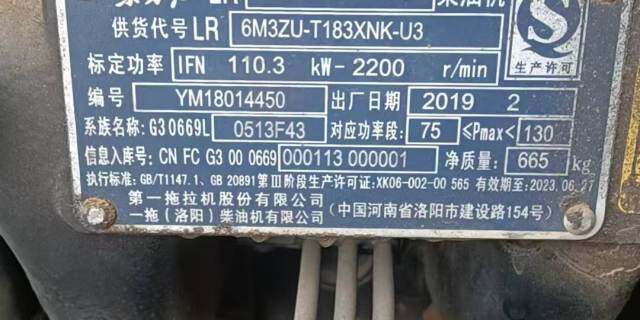 柴油机
供货代号 LR 6M3ZU-T183XNK-U3
标定功率 IFN 110.3 kW- 2200 r/min
编号 YM18014450 出厂日期 2019 2
系族名称: G3 0669L 0513F43 对应功率段: 75 ≤Pmax< 130
信息入库号: CN FC G3 00 0669 000113 000001 净质量: 665 kg
执行标准: GB/T1147.1、GB 20891第Ⅲ阶段生产许可证:XK06-002-00 565 有效期至:2023.06.27
第一拖拉机股份有限公司
一拖(洛阳)柴油机有限公司 (中国河南省洛阳市建设路154号)
生产许可